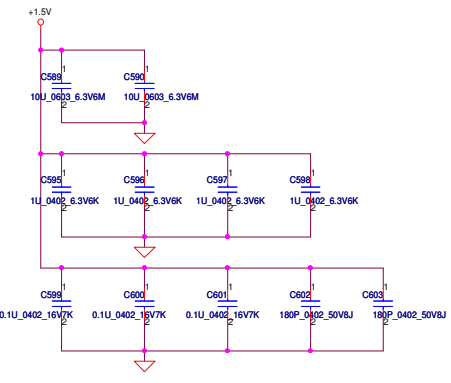 +1.5V
1 1
C589 C590
10U_0603_6.3V6M 10U_0603_6.3V6M
2 2
1 1 1 1
C595 C596 C597 C598
1U_0402_6.3V6K 1U_0402_6.3V6K 1U_0402_6.3V6K 1U_0402_6.3V6K
2 2 2 2
1 1 1 1 1
C599 C600 C601 C602 C603
0.1U_0402_16V7K 0.1U_0402_16V7K 0.1U_0402_16V7K 180P_0402_50V8J 180P_0402_50V8J
2 2 2 2 2